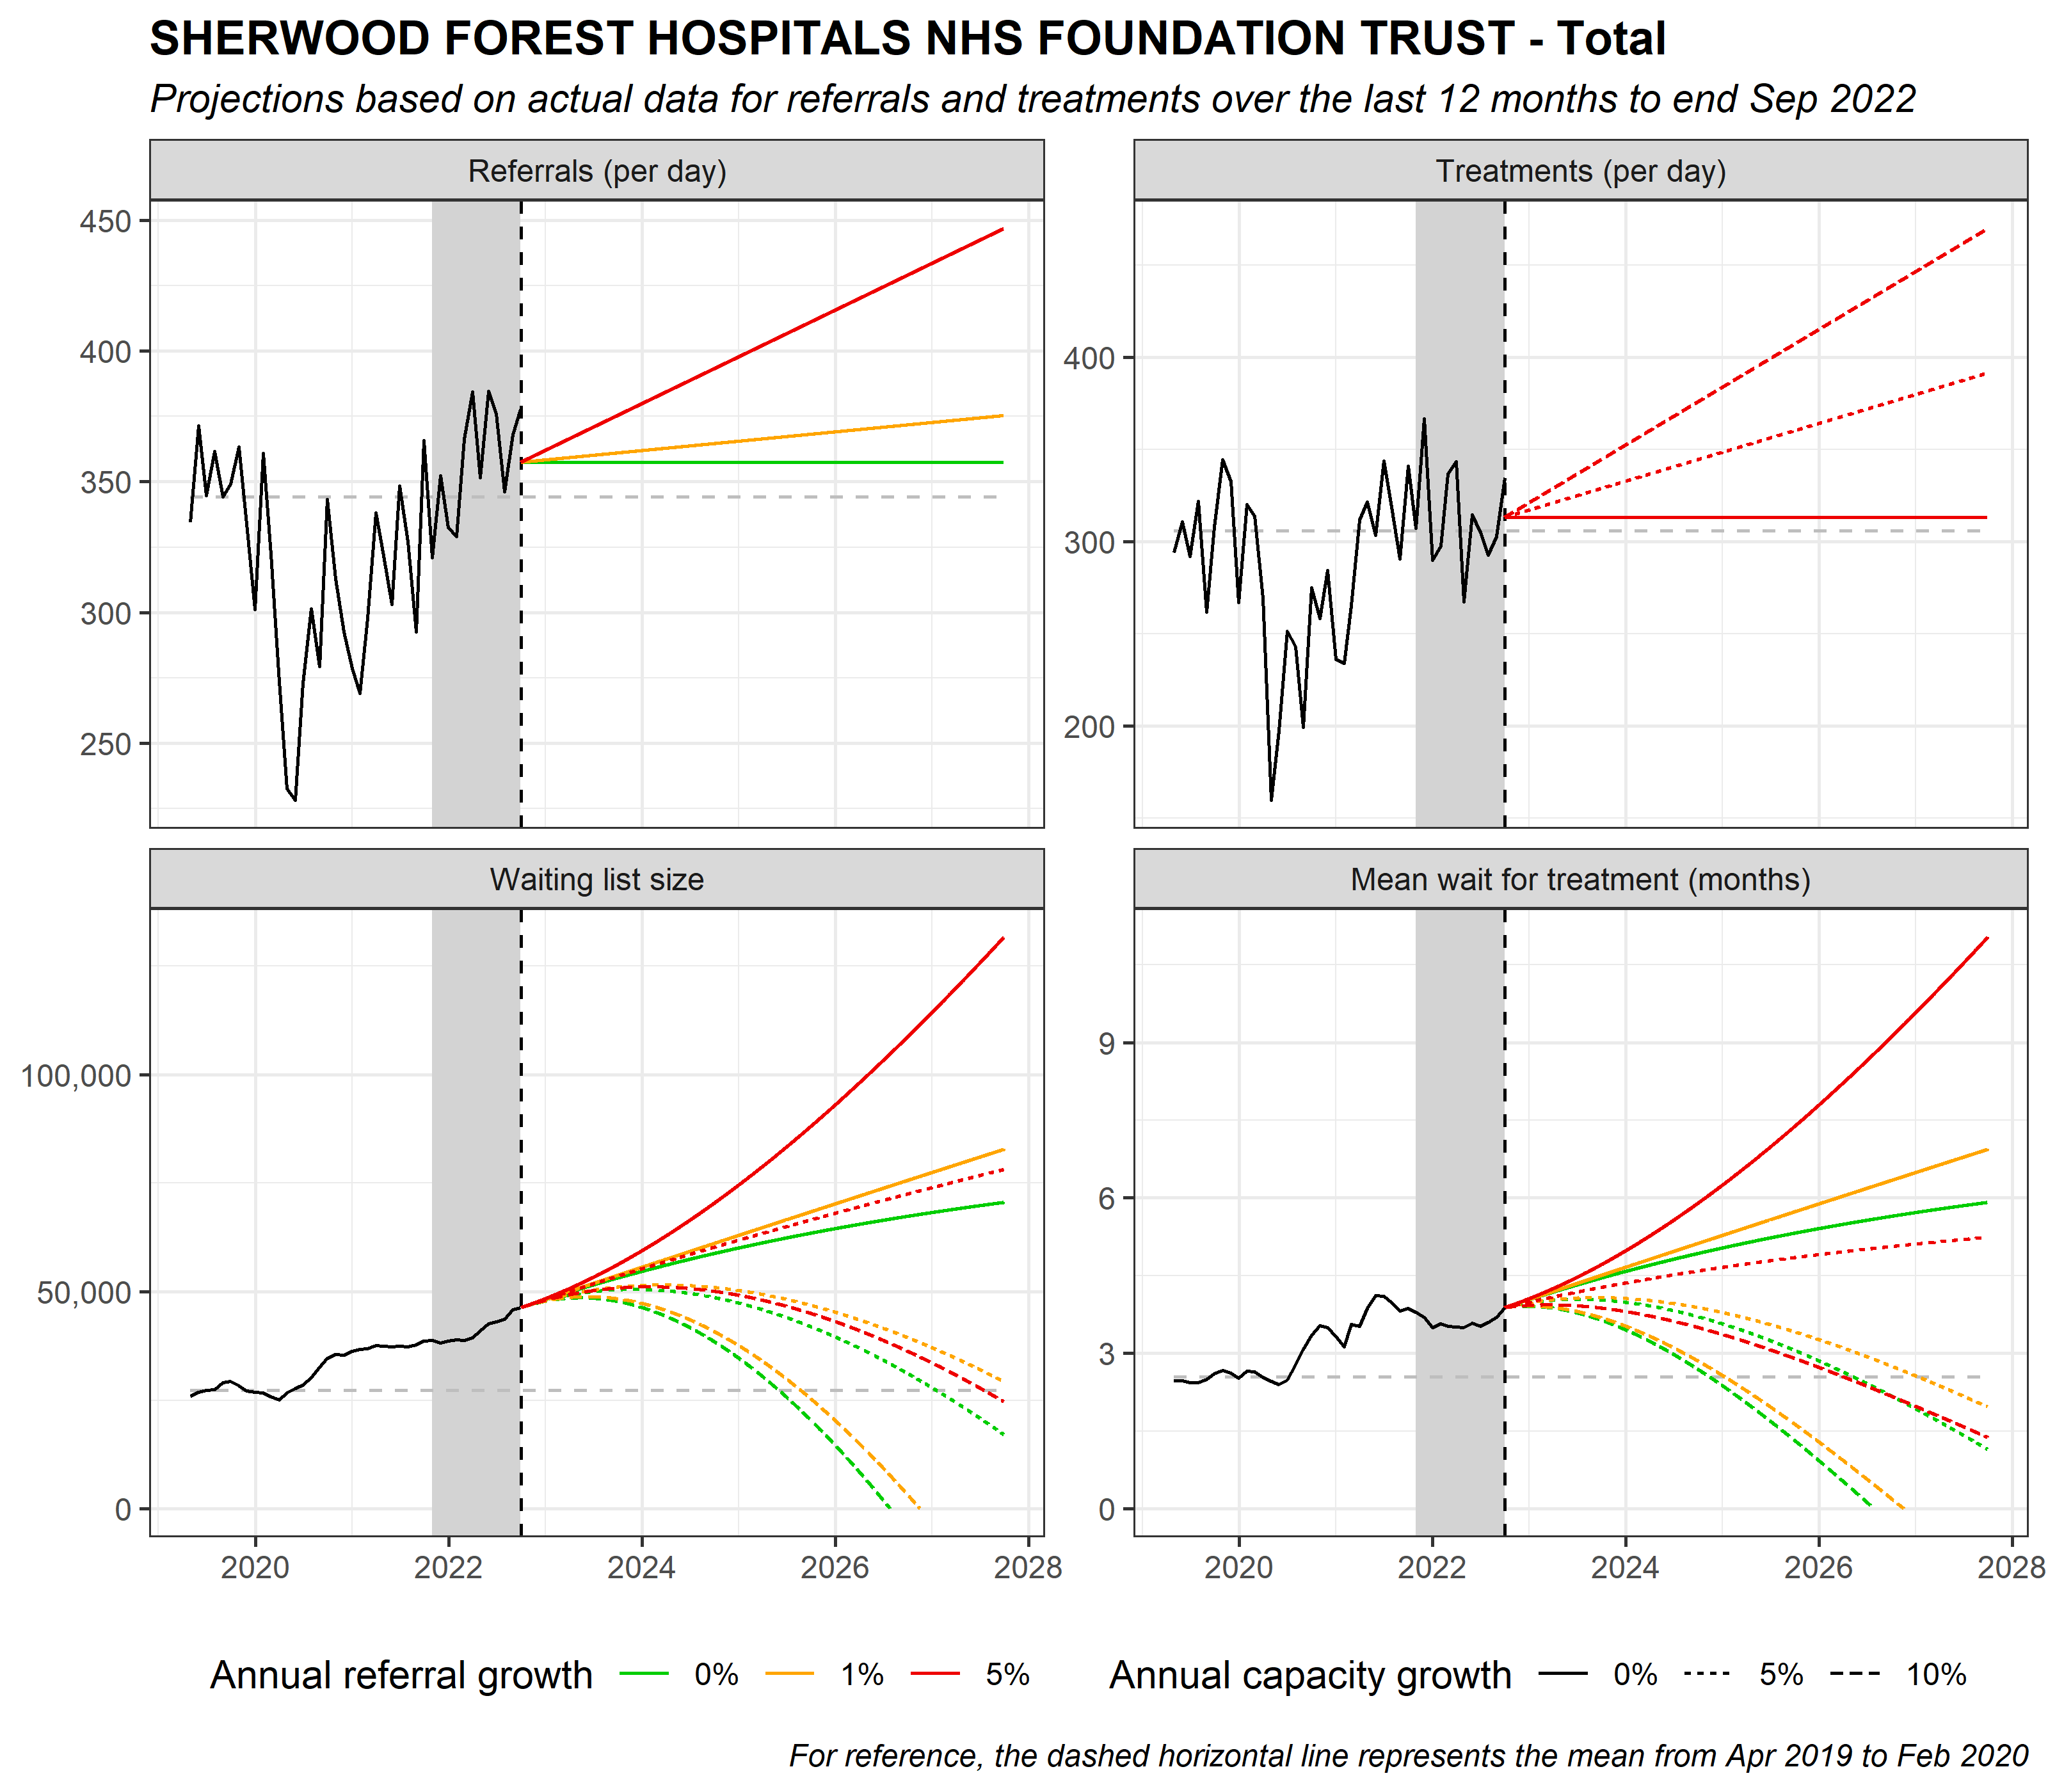 SHERWOOD FOREST HOSPITALS NHS FOUNDATION TRUST - Total
Projections based on actual data for referrals and treatments over the last 12 months to end Sep 2022
Referrals (per day)
450
400
350
300
250
Treatments (per day)
400
300
200
Waiting list size
100,000
50,000
0
2020 2022 2024 2026 2028
Mean wait for treatment (months)
9
6
3
0
2020 2022 2024 2026 2028
Annual referral growth 0% 1% 5%
Annual capacity growth 0% 5% 10%
For reference, the dashed horizontal line represents the mean from Apr 2019 to Feb 2020